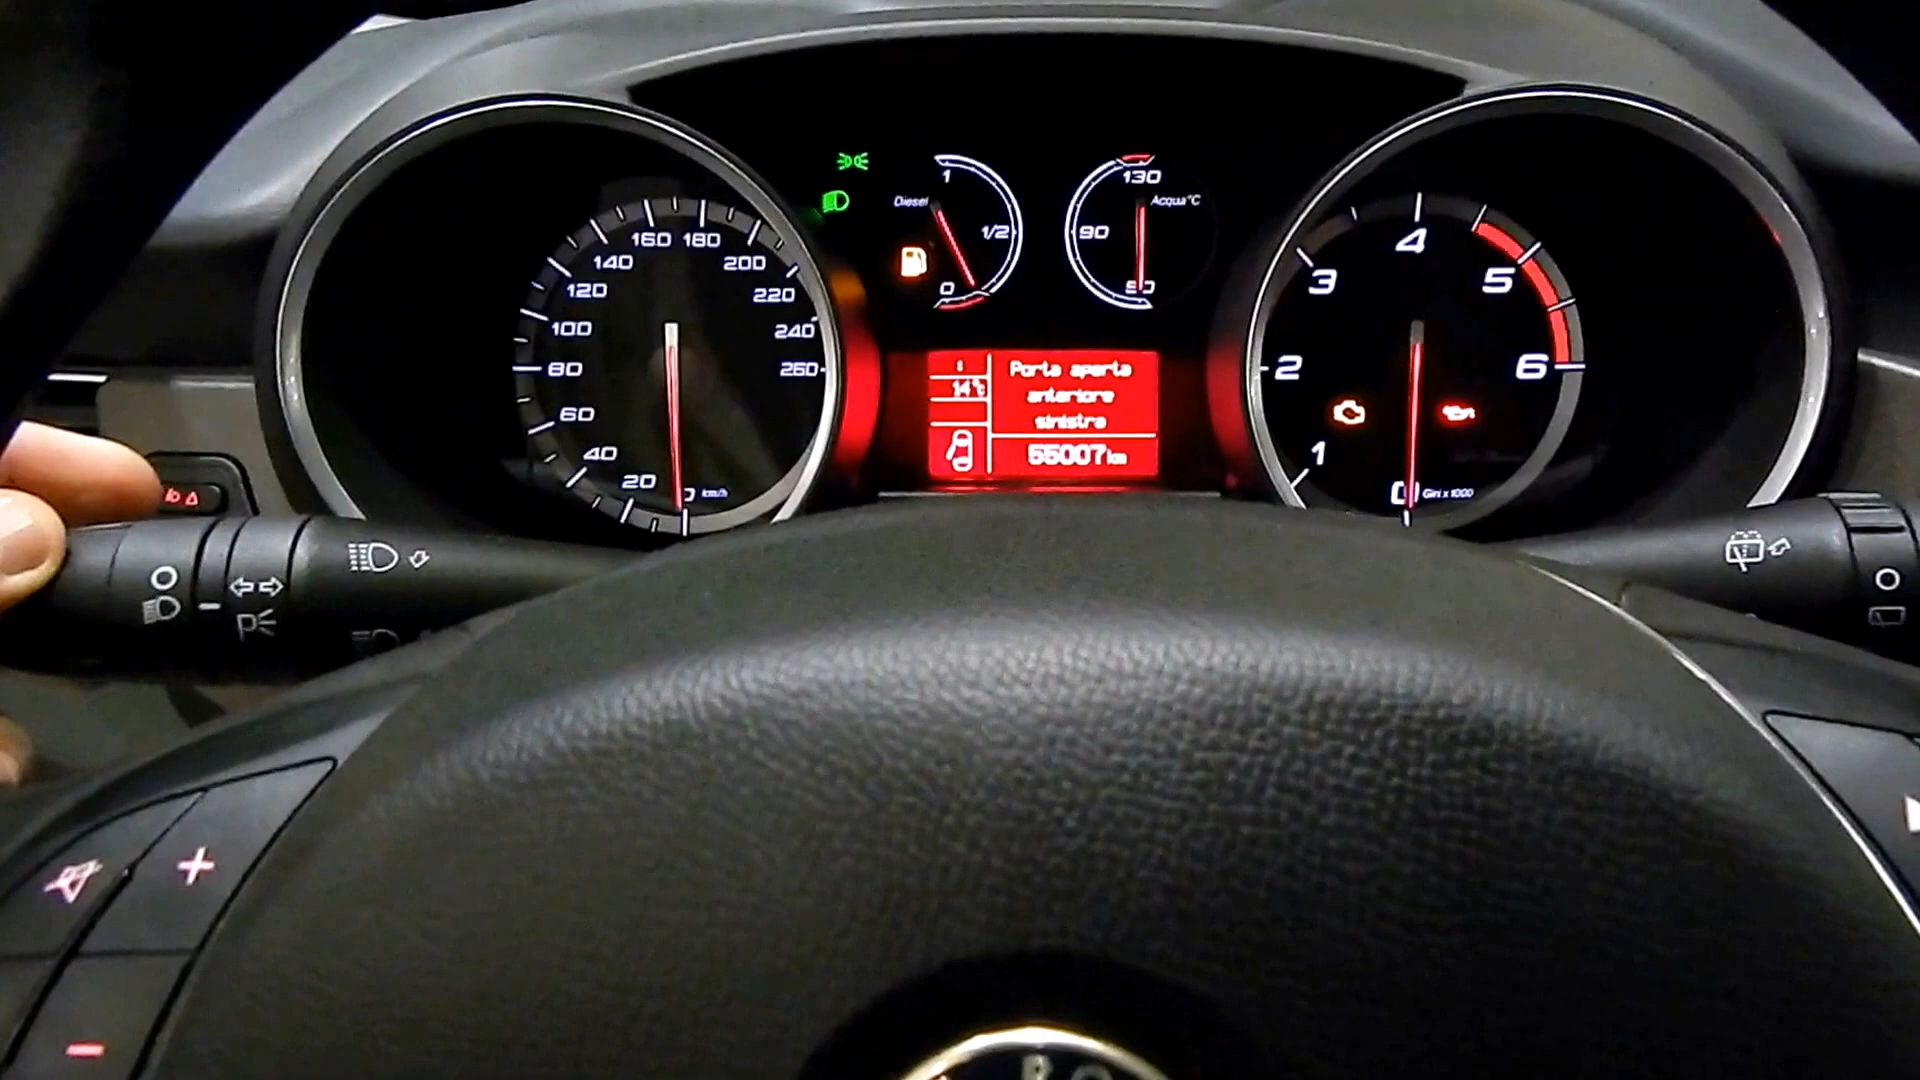 160 180
140
200
120
220
100
240
80
260
60
40
20
0
km/h
1
Diesel
1/2
0
130
Acqua°C
90
50
14°C
Porta aperta
anteriore
sinistra
55007km
4
3
5
2
6
1
0
Giri x 1000
P
+
-